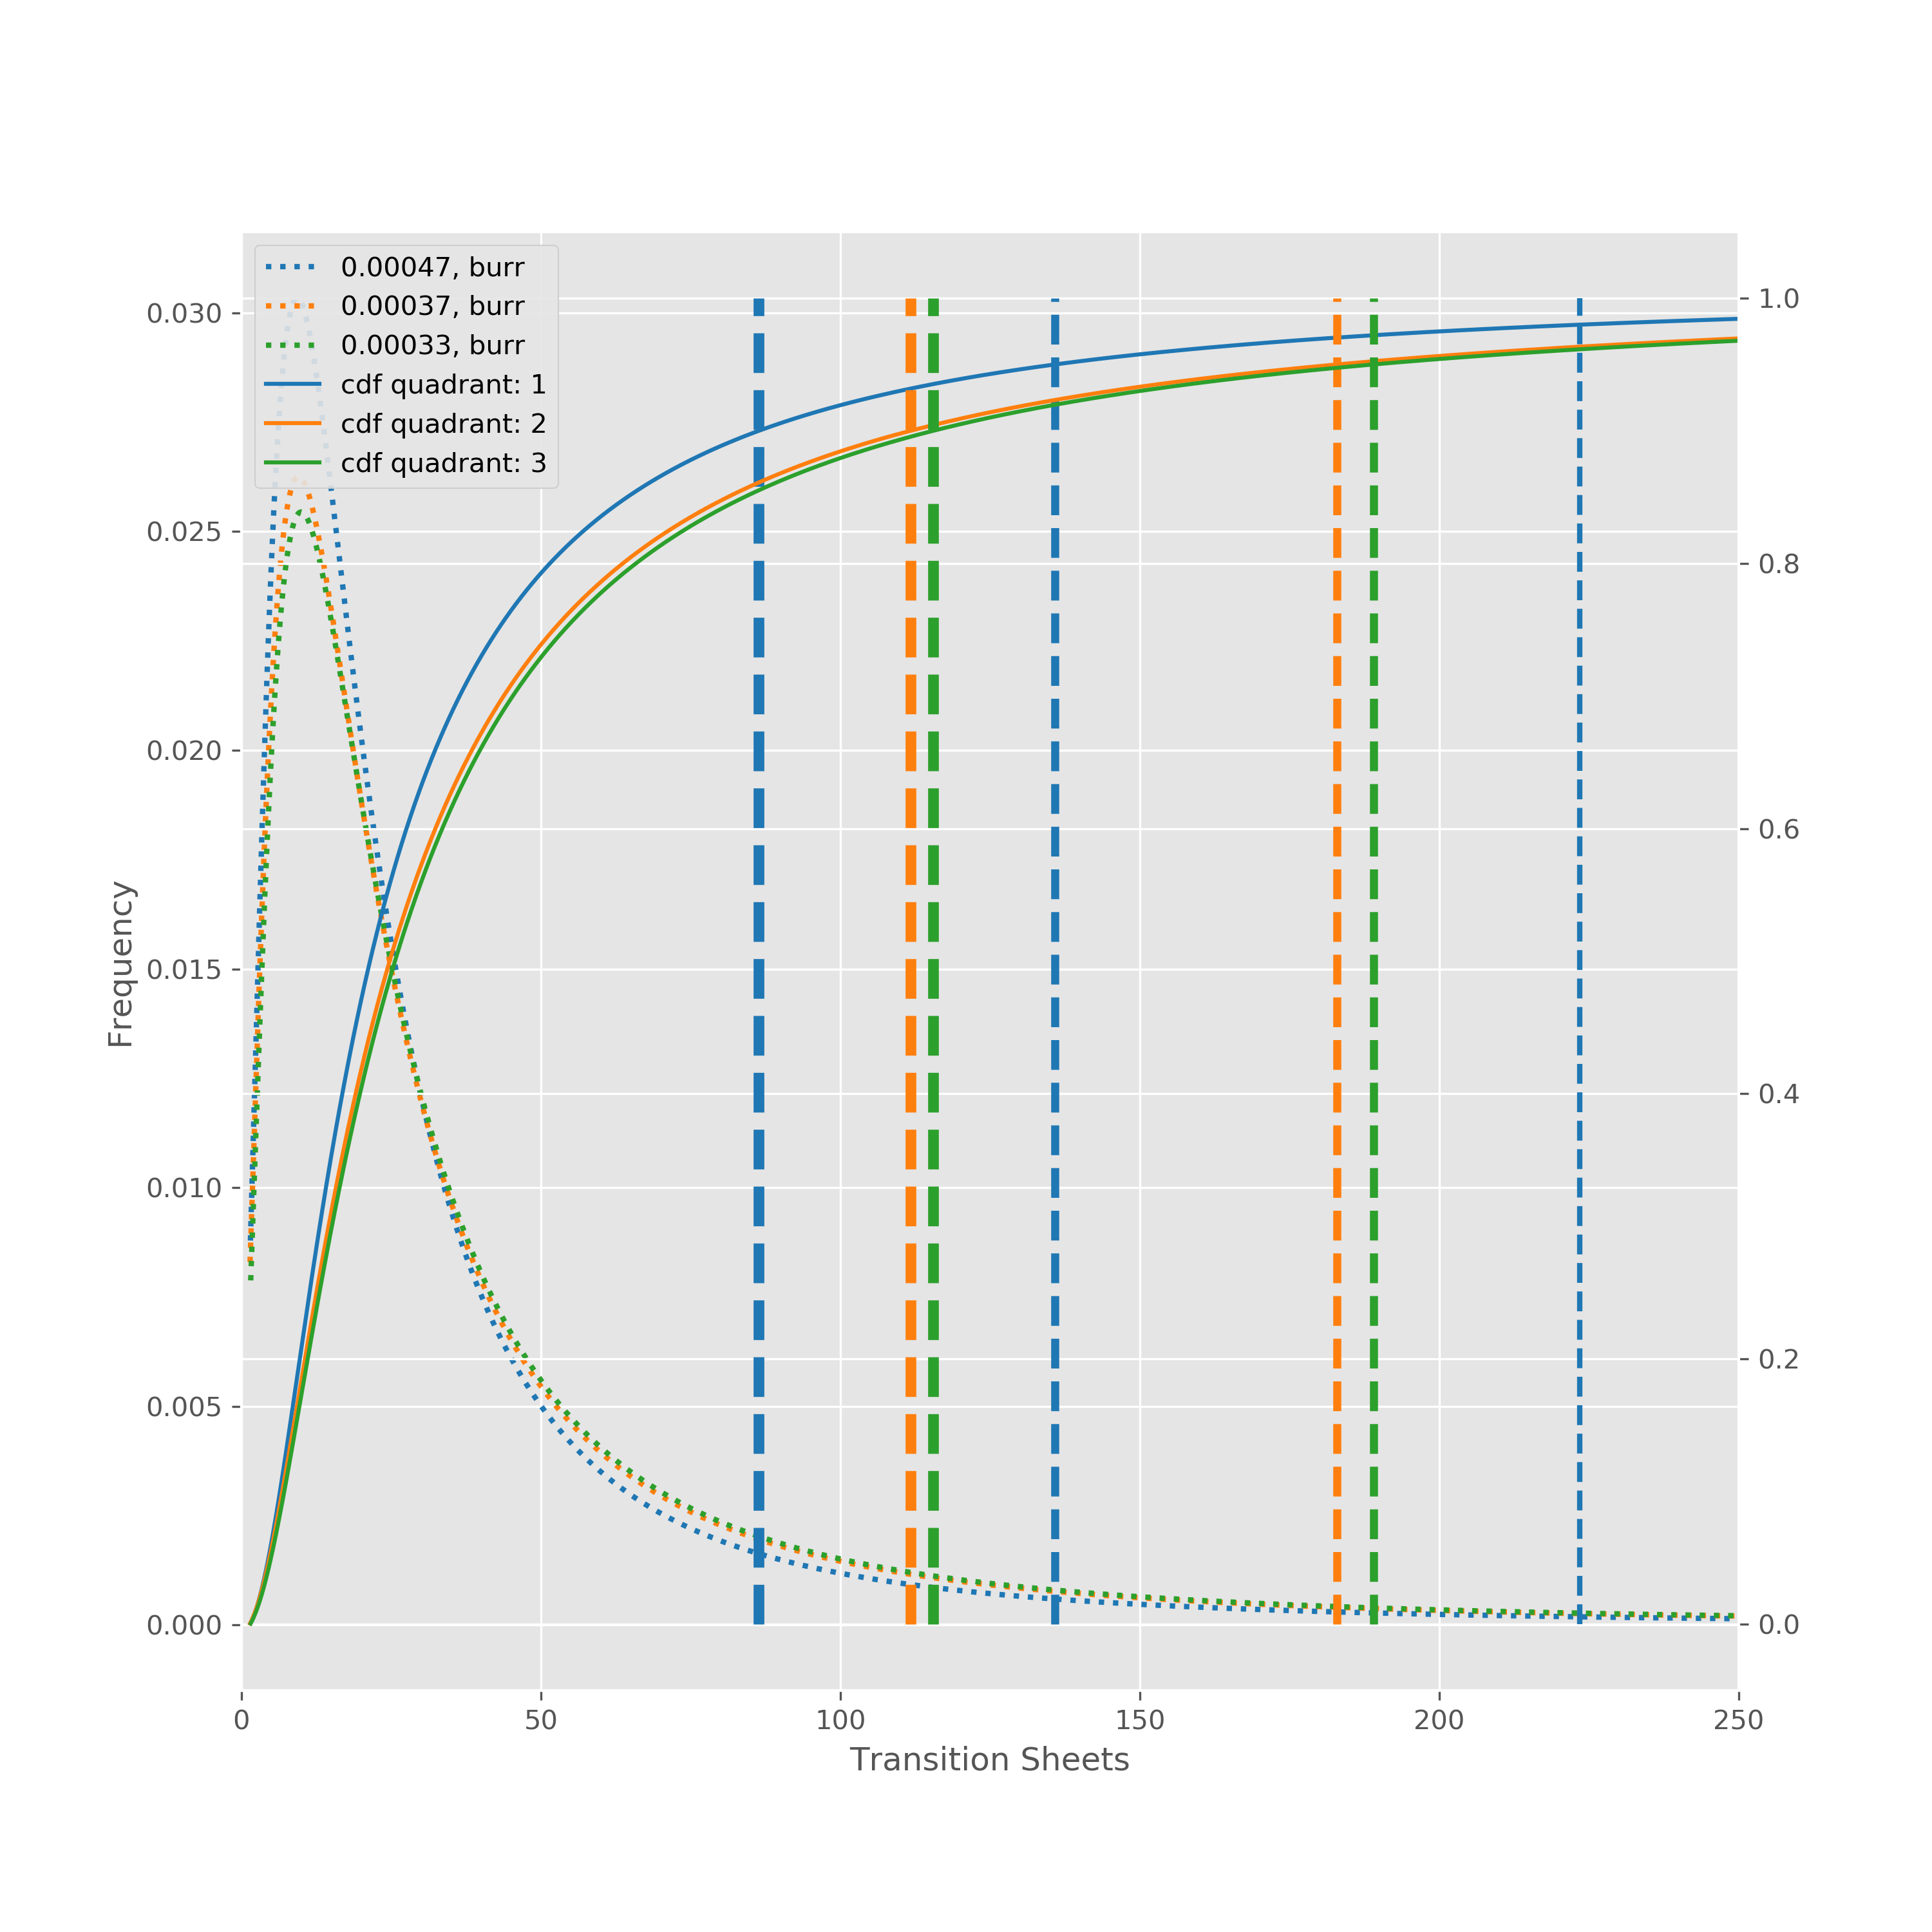 0.00047, burr
0.00037, burr
0.00033, burr
cdf quadrant: 1
cdf quadrant: 2
cdf quadrant: 3
0.030
0.025
0.020
0.015
0.010
0.005
0.000
Frequency
1.0
0.8
0.6
0.4
0.2
0.0
0 50 100 150 200 250
Transition Sheets